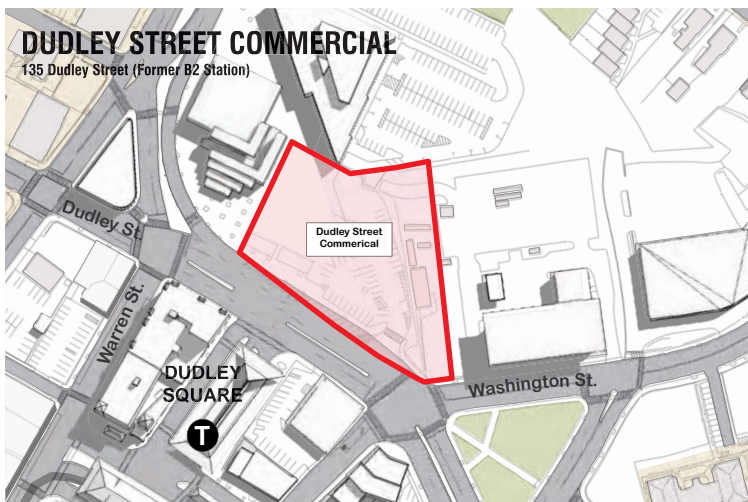 DUDLEY STREET COMMERCIAL
135 Dudley Street (Former B2 Station)
Dudley St.
Dudley Street
Commerical
Warren St.
DUDLEY
SQUARE
T
Washington St.